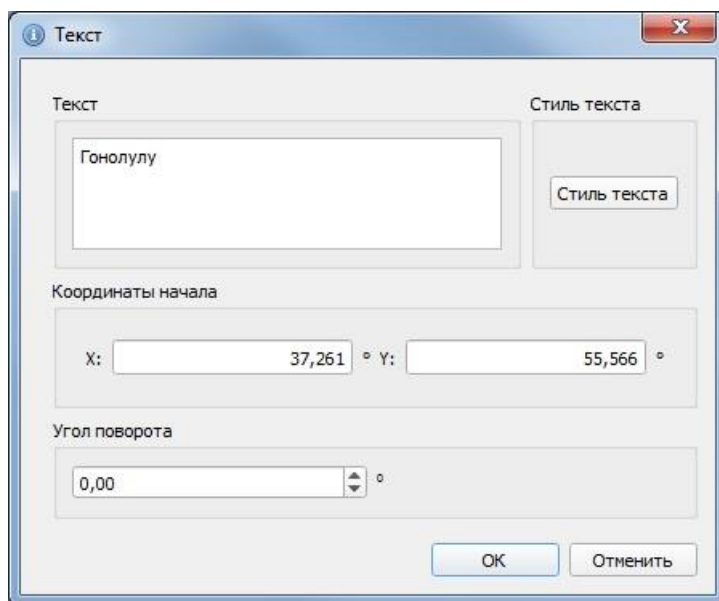 Текст
Текст Стиль текста
Гонолулу
Стиль текста
Координаты начала
X: 37,261 ° Y: 55,566 °
Угол поворота
0,00 °
OK Отменить